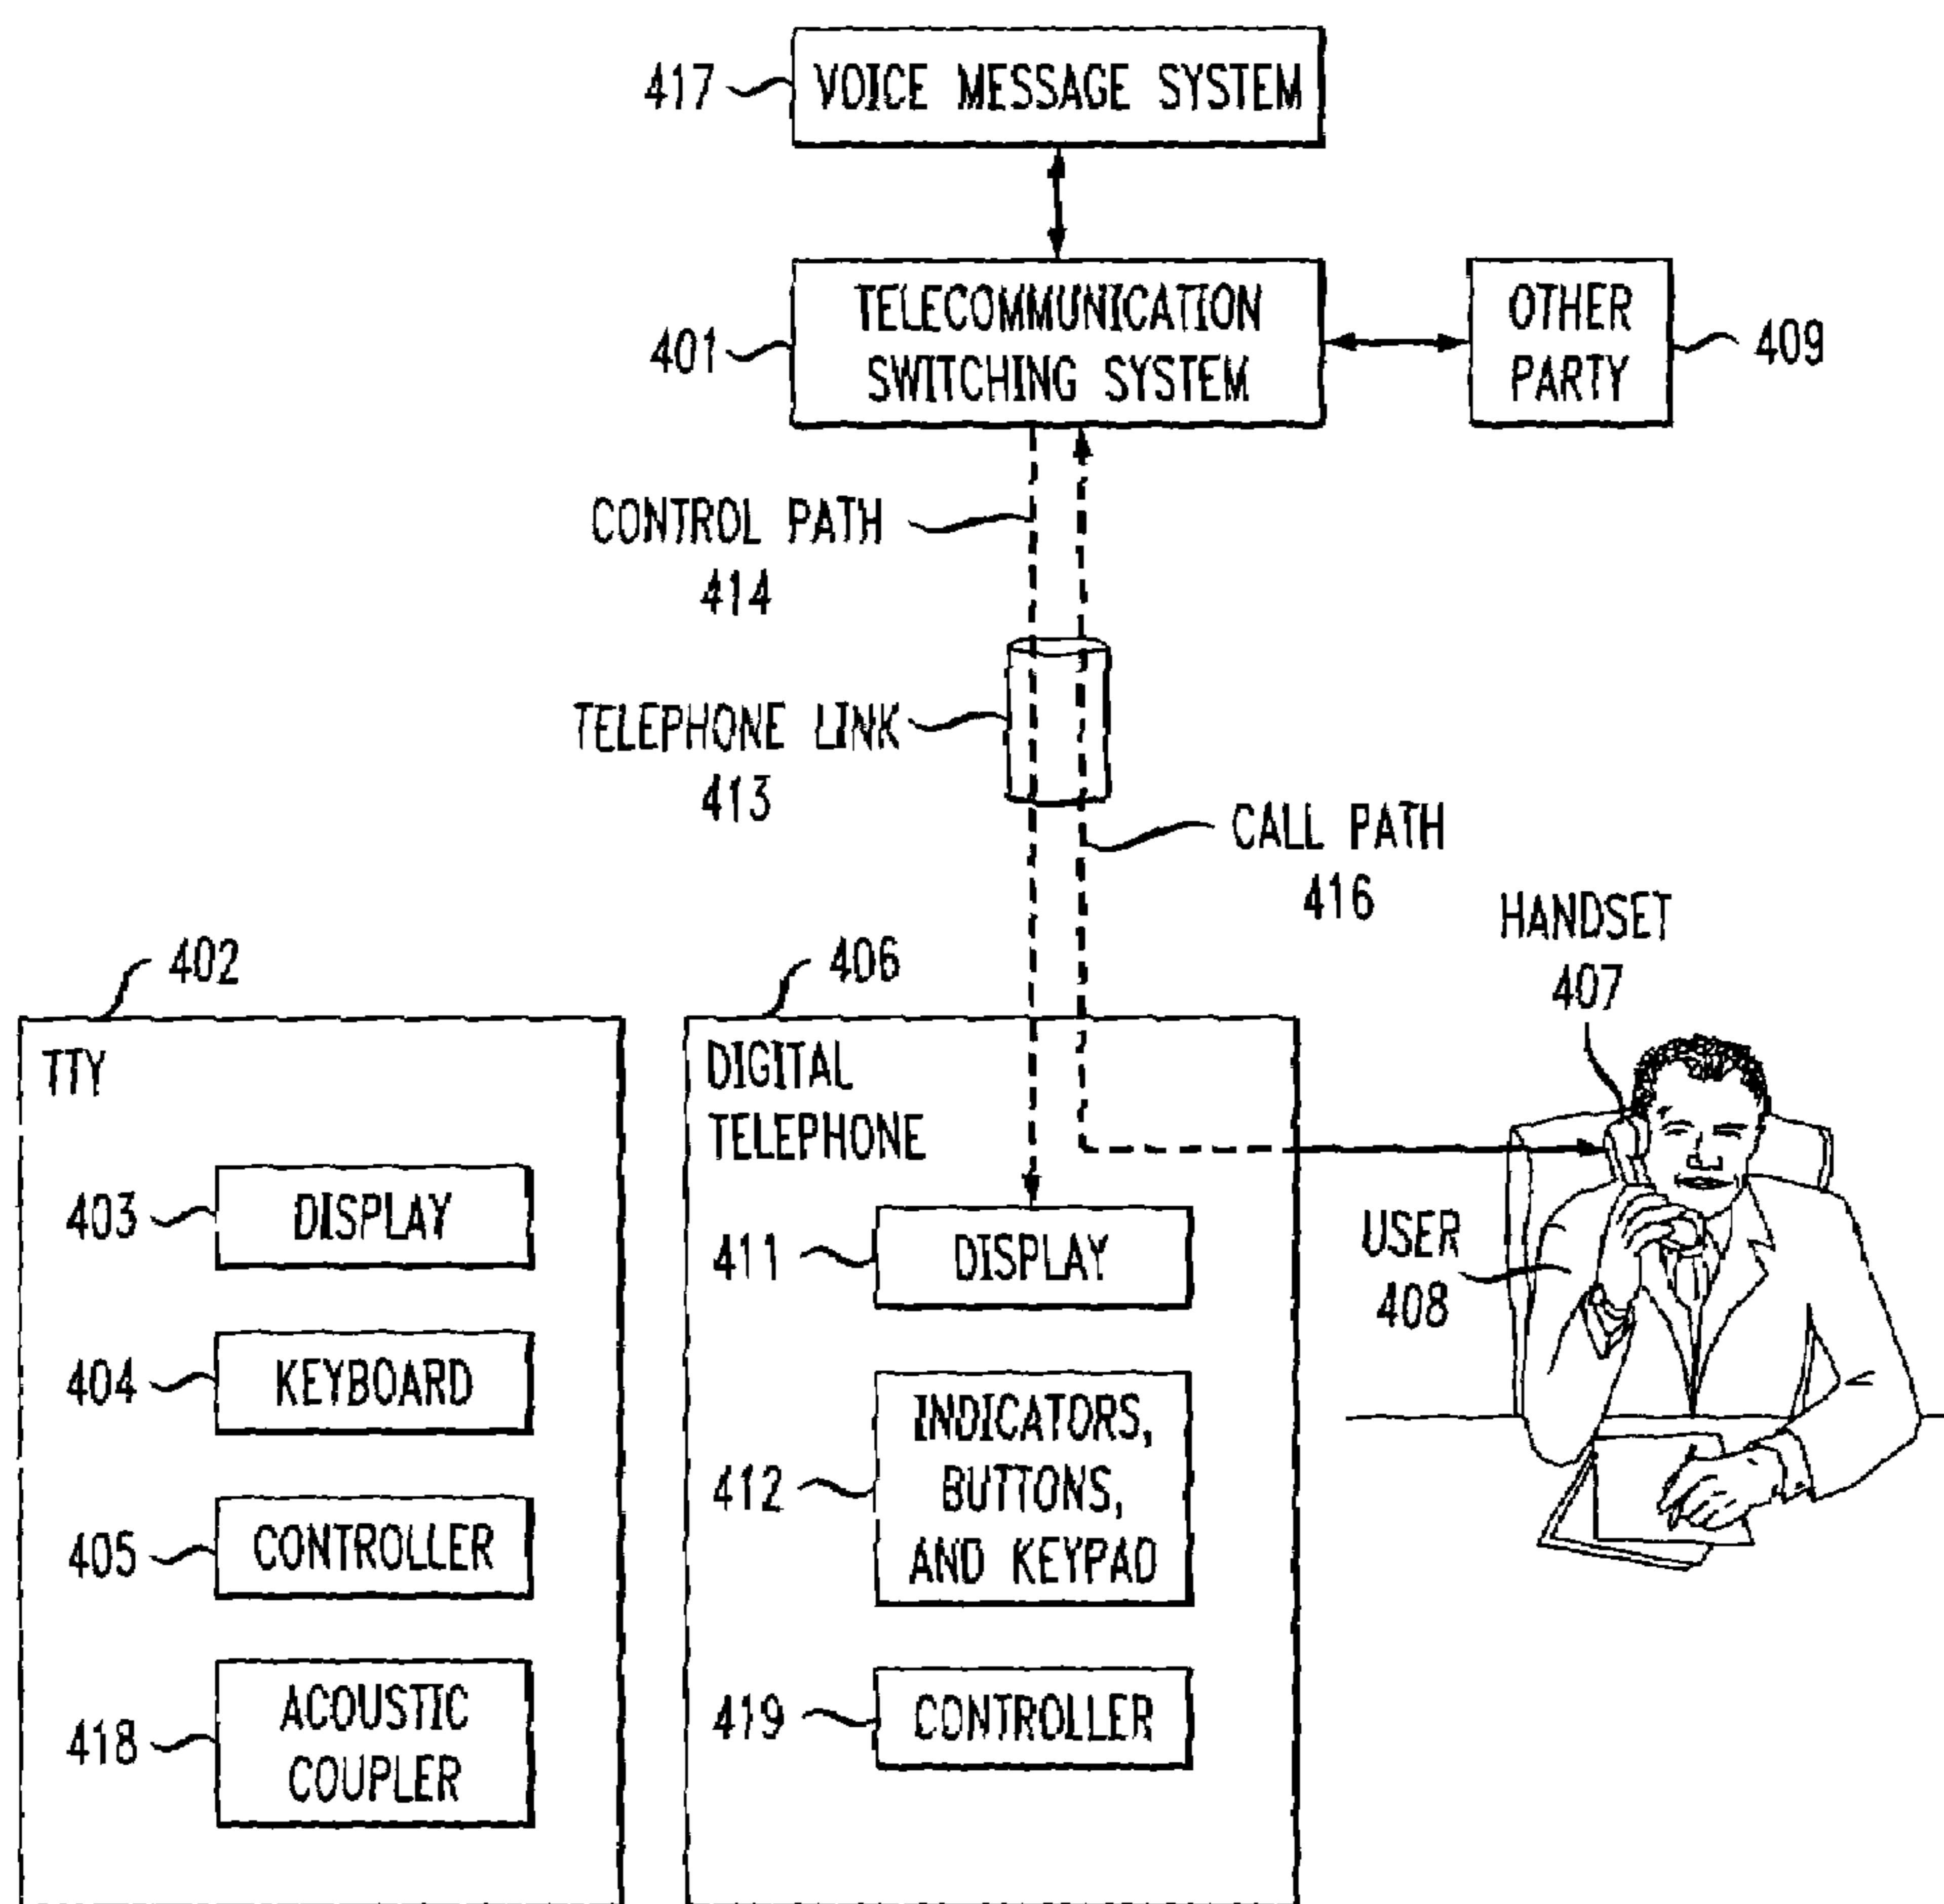 417
VOICE MESSAGE SYSTEM
401
TELECOMMUNICATION
SWITCHING SYSTEM
OTHER
PARTY
409
CONTROL PATH
414
TELEPHONE LINK
413
CALL PATH
416
HANDSET
407
402
TTY
403
DISPLAY
404
KEYBOARD
405
CONTROLLER
418
ACOUSTIC
COUPLER
406
DIGITAL
TELEPHONE
411
DISPLAY
412
INDICATORS,
BUTTONS,
AND KEYPAD
419
CONTROLLER
USER
408